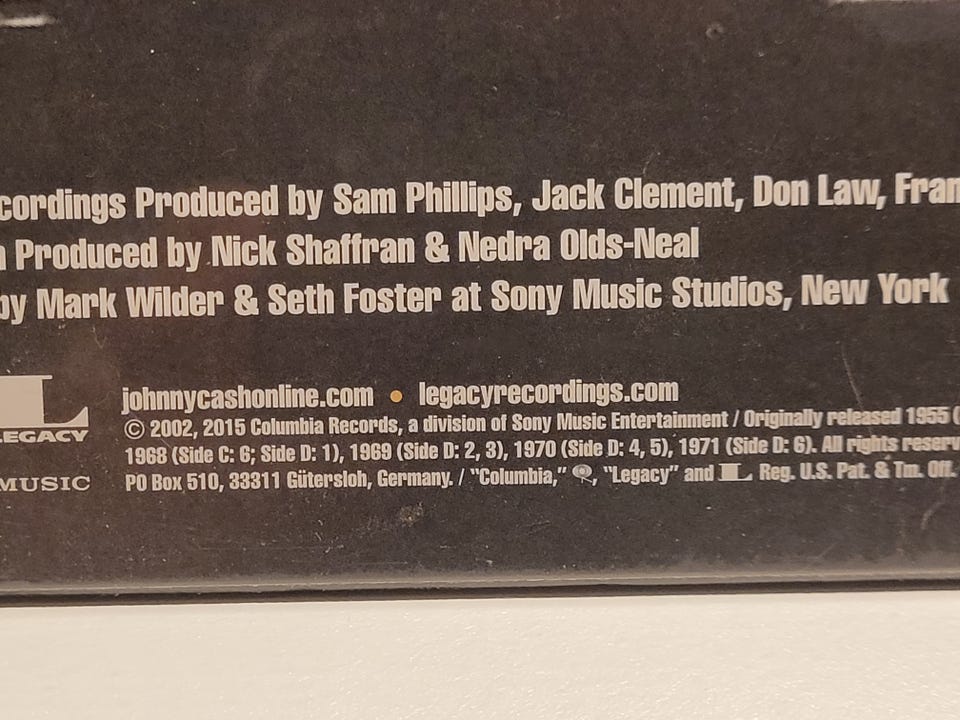 cordings Produced by Sam Phillips, Jack Clement, Don Law, Fran
n Produced by Nick Shaffran & Nedra Olds-Neal
by Mark Wilder & Seth Foster at Sony Music Studios, New York
LEGACY
MUSIC
johnnycashonline.com • legacyrecordings.com
© 2002, 2015 Columbia Records, a division of Sony Music Entertainment / Originally released 1955 (
1968 (Side C: 6; Side D: 1), 1969 (Side D: 2, 3), 1970 (Side D: 4, 5), 1971 (Side D: 6). All rights reserv
PO Box 510, 33311 Gütersloh, Germany. / "Columbia," , "Legacy" and L Reg. U.S. Pat. & Tm. Off.